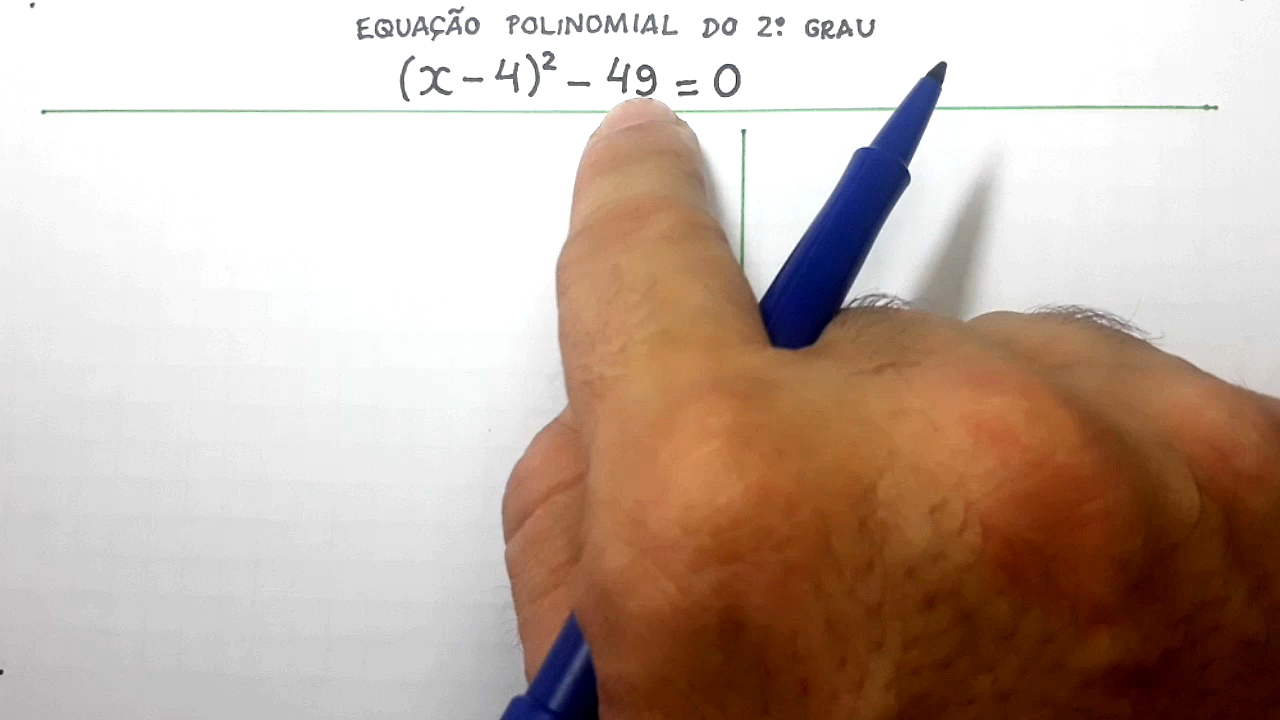 EQUAÇÃO POLINOMIAL DO 2º GRAU
(x - 4)² - 49 = 0